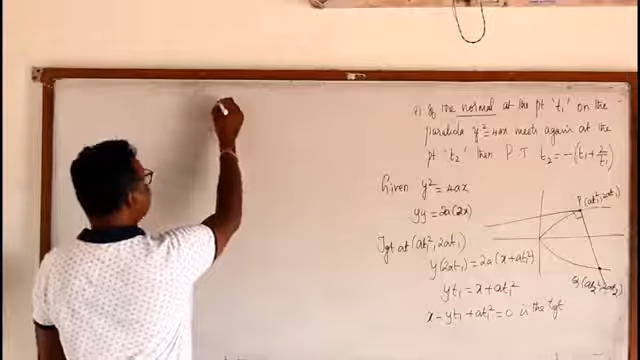 If the normal at the pt 't₁' on the
parabola y² = 4ax meets again at the
pt 't₂' then P T t₂ = -(t₁ + 2/t₁)
Given y² = 4ax
yy = 2a(2x)
Tgt at (at₁², 2at₁)
y(2at₁) = 2a(x + at₁²)
yt₁ = x + at₁²
x - yt₁ + at₁² = 0 is the tgt
P(at₁², 2at₁)
(at₂², 2at₂)